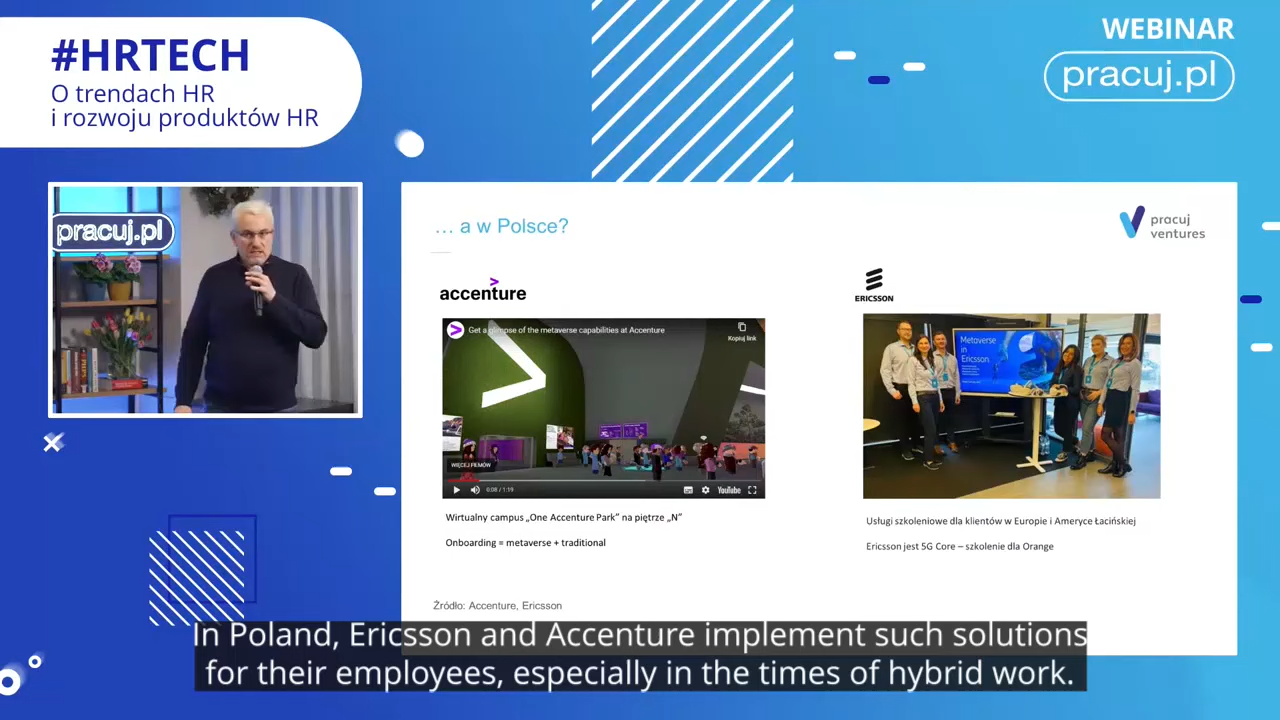 #HRTECH
O trendach HR
i rozwoju produktów HR
WEBINAR
pracuj.pl
pracuj.pl
… a w Polsce?
pracuj
ventures
accenture
ERICSSON
Get a glimpse of the metaverse capabilities at Accenture
Kopiuj link
WIĘCEJ FILMÓW
0:08 / 1:19
YouTube
Metaverse
in
Ericsson
Wirtualny campus „One Accenture Park” na piętrze „N”
Onboarding = metaverse + traditional
Usługi szkoleniowe dla klientów w Europie i Ameryce Łacińskiej
Ericsson jest 5G Core – szkolenie dla Orange
Źródło: Accenture, Ericsson
In Poland, Ericsson and Accenture implement such solutions
for their employees, especially in the times of hybrid work.